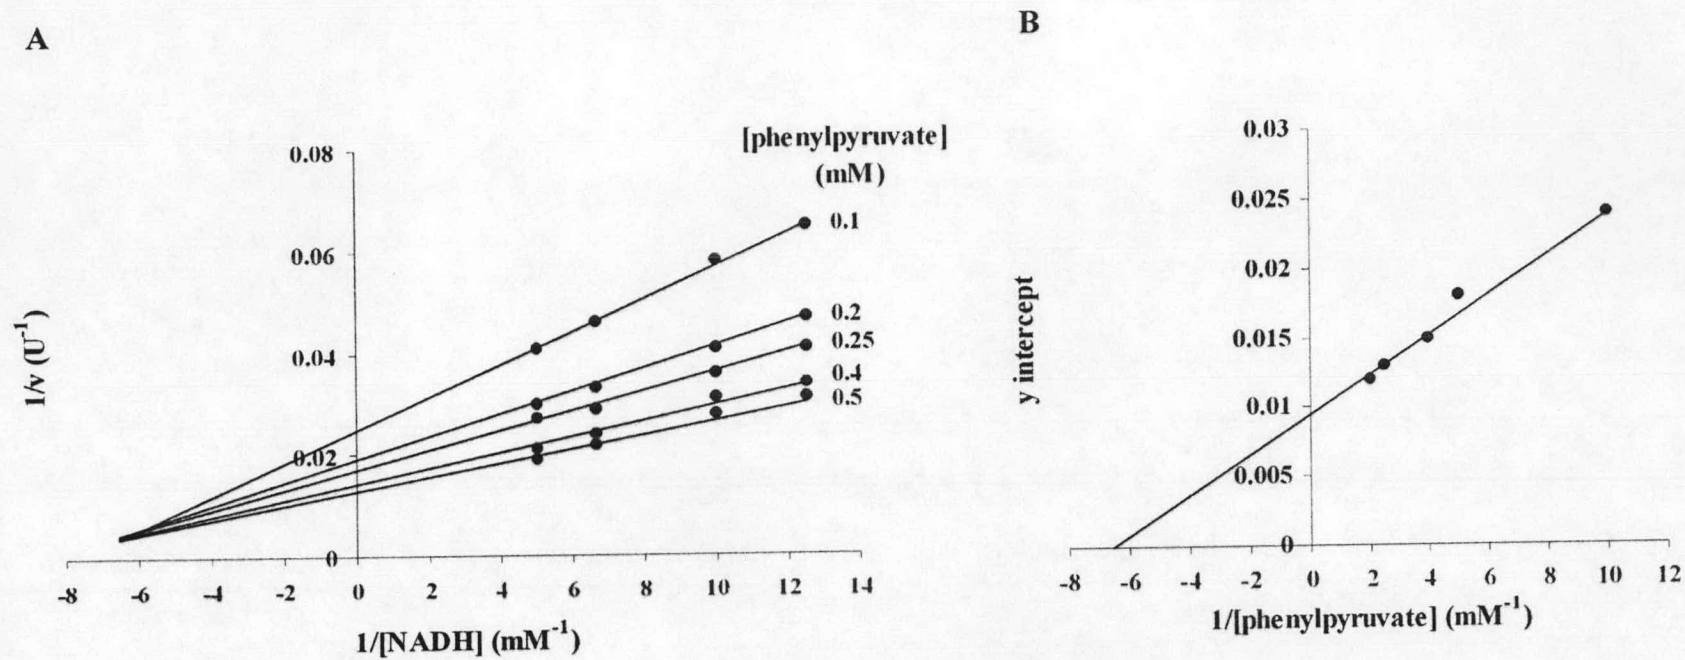 A
B
[phenylpyruvate]
(mM)
0.1
0.2
0.25
0.4
0.5
0.08
0.06
0.04
0.02
0
1/v (U⁻¹)
-8 -6 -4 -2 0 2 4 6 8 10 12 14
1/[NADH] (mM⁻¹)
0.03
0.025
0.02
0.015
0.01
0.005
0
y intercept
-8 -6 -4 -2 0 2 4 6 8 10 12
1/[phenylpyruvate] (mM⁻¹)